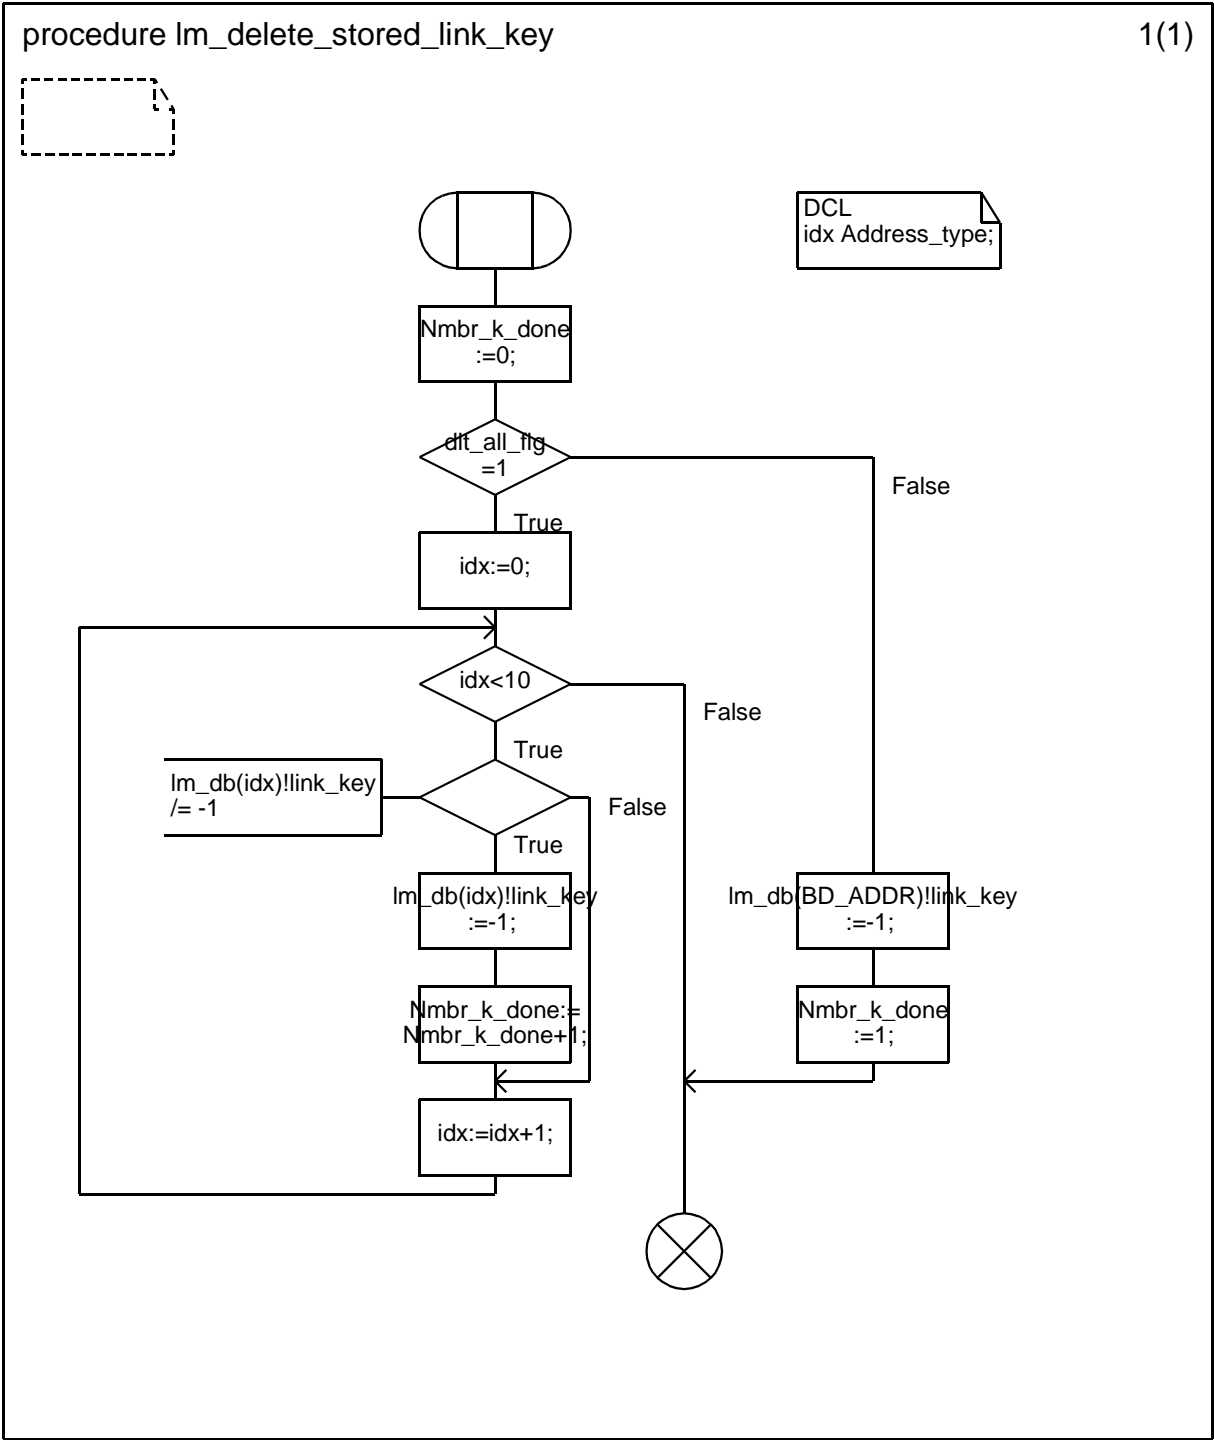 procedure lm_delete_stored_link_key
1(1)
DCL
idx Address_type;
Nmbr_k_done
:=0;
dlt_all_flg
=1
False
True
idx:=0;
idx<10
False
True
lm_db(idx)!link_key
/= -1
False
True
lm_db(idx)!link_key
:=-1;
lm_db(BD_ADDR)!link_key
:=-1;
Nmbr_k_done:=
Nmbr_k_done+1;
Nmbr_k_done
:=1;
idx:=idx+1;